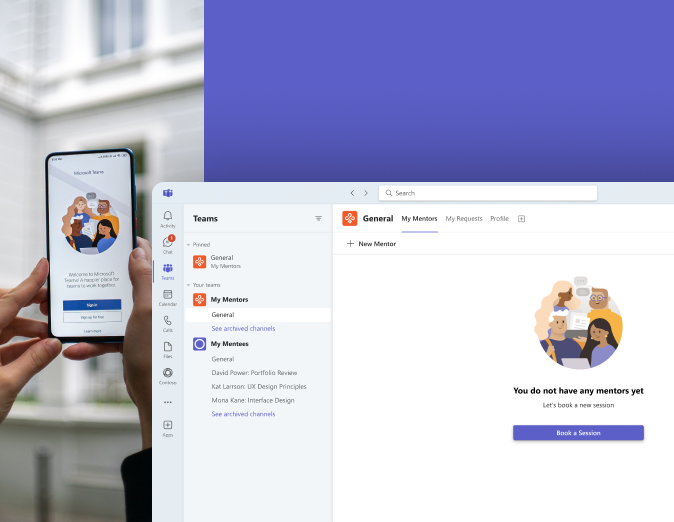 Microsoft Teams
Welcome to Microsoft
Teams! A happier place for
teams to work together.
Sign in
Sign up for free
Learn more
Search
Activity
Chat
Teams
Calendar
Calls
Files
Contoso
Apps
Teams
Pinned
General
My Mentors
Your teams
My Mentors
General
See archived channels
My Mentees
General
David Power: Portfolio Review
Kat Larrson: UX Design Principles
Mona Kane: Interface Design
See archived channels
General My Mentors My Requests Profile
New Mentor
You do not have any mentors yet
Let's book a new session
Book a Session